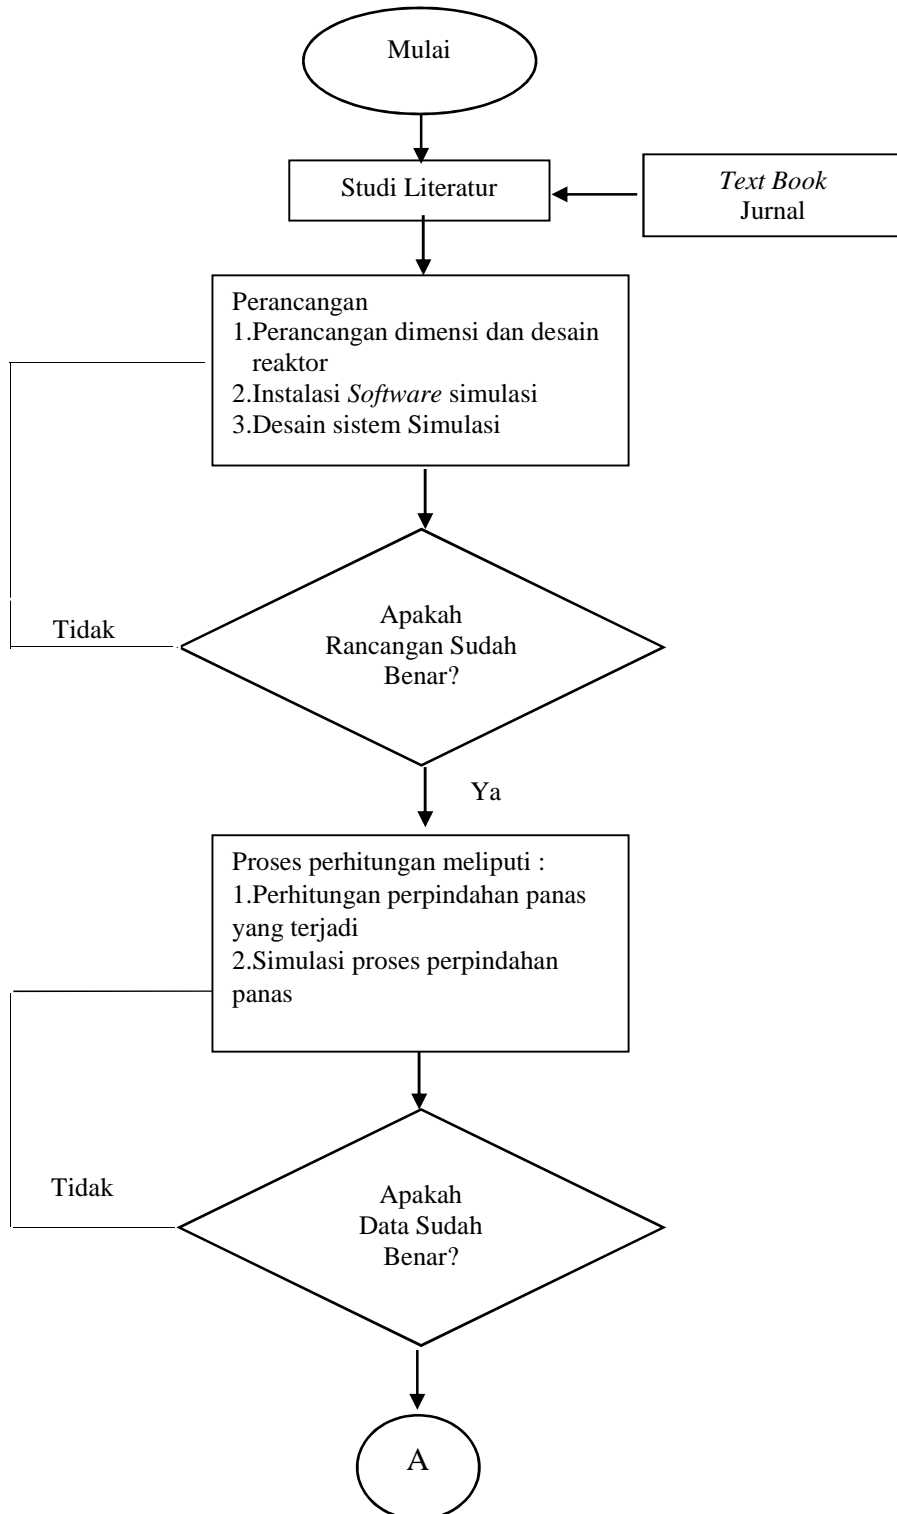 Mulai
Studi Literatur
Text Book
Jurnal
Perancangan
1.Perancangan dimensi dan desain
reaktor
2.Instalasi Software simulasi
3.Desain sistem Simulasi
Apakah
Rancangan Sudah
Benar?
Tidak
Ya
Proses perhitungan meliputi :
1.Perhitungan perpindahan panas
yang terjadi
2.Simulasi proses perpindahan
panas
Apakah
Data Sudah
Benar?
Tidak
A